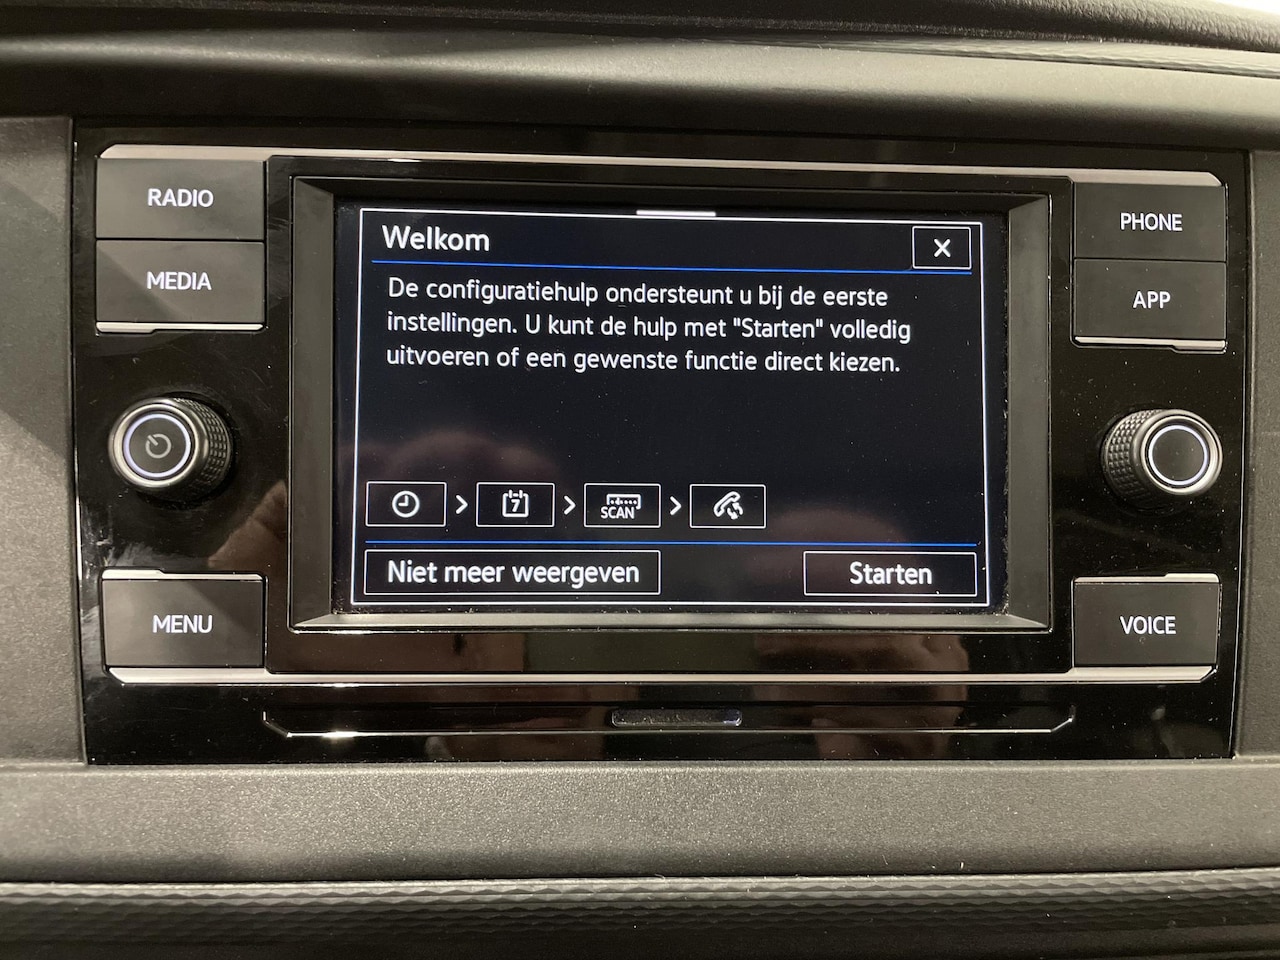 RADIO
MEDIA
MENU
Welkom
X
De configuratiehulp ondersteunt u bij de eerste
instellingen. U kunt de hulp met "Starten" volledig
uitvoeren of een gewenste functie direct kiezen.
7
SCAN
Niet meer weergeven
Starten
PHONE
APP
VOICE